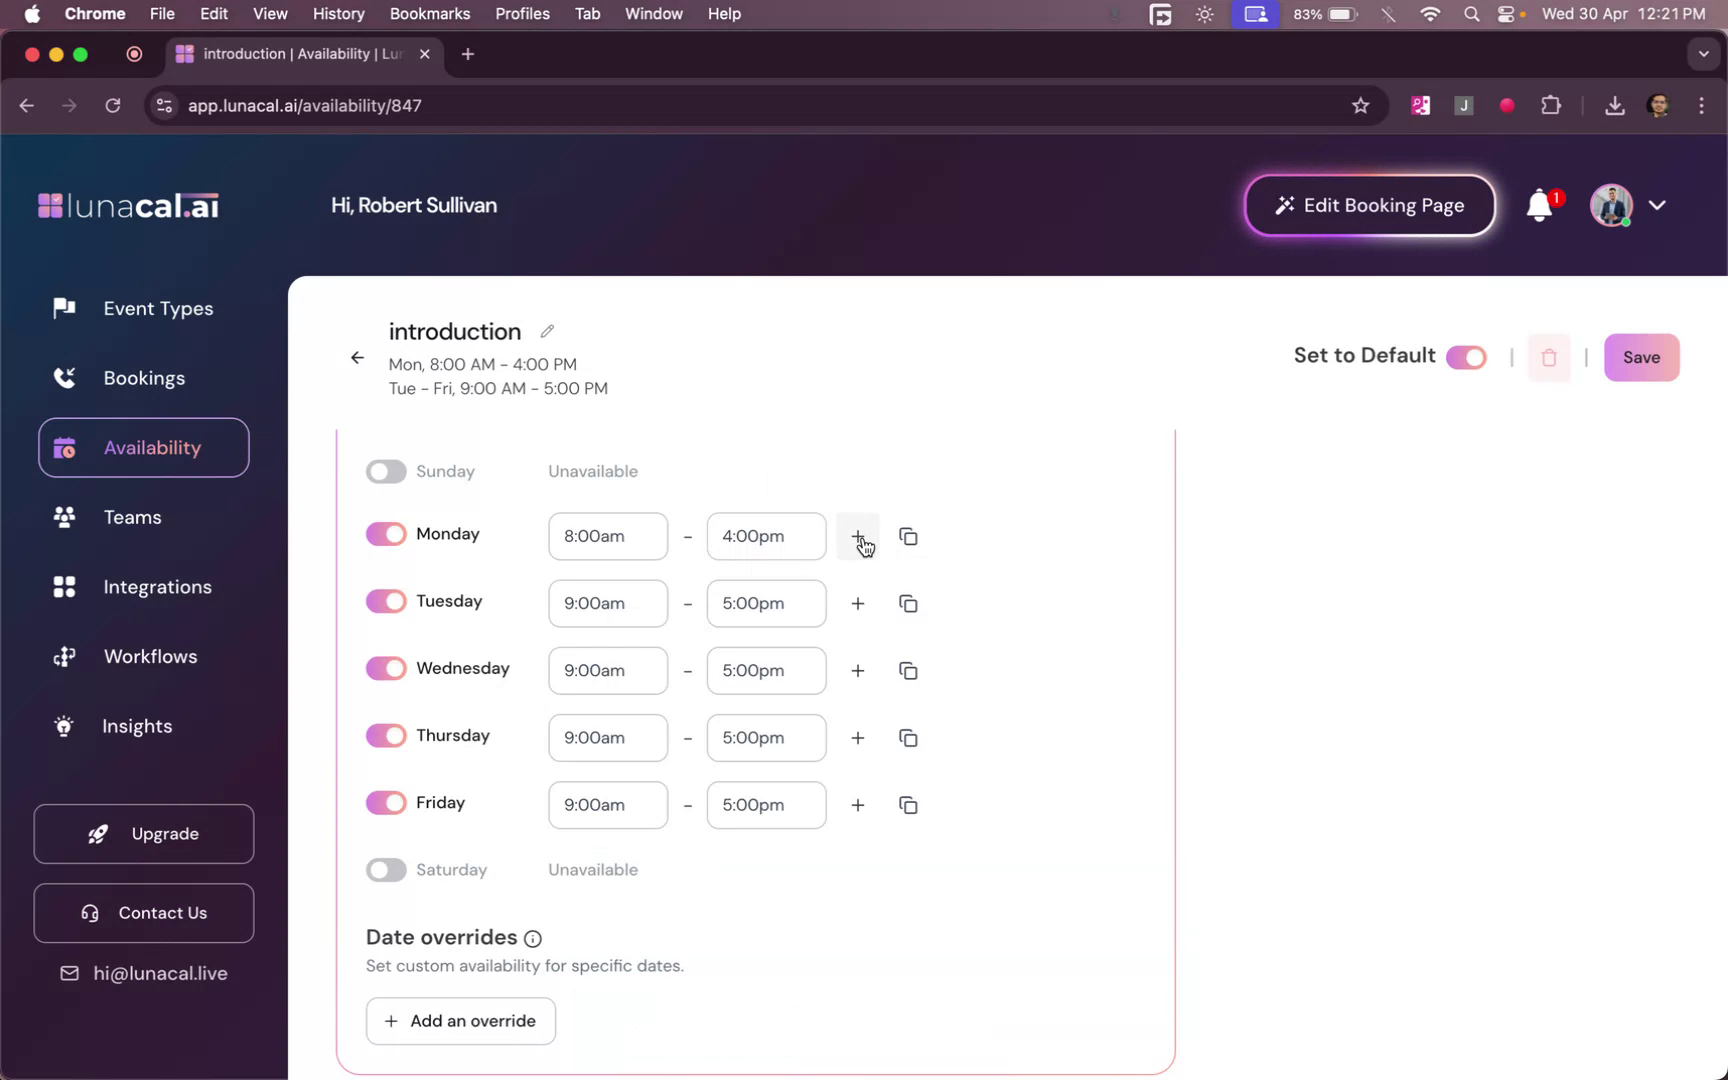 Chrome File Edit View History Bookmarks Profiles Tab Window Help 83% Wed 30 Apr 12:21 PM
introduction | Availability | Lu
app.lunacal.ai/availability/847 J
lunacal.ai Hi, Robert Sullivan Edit Booking Page 1
Event Types
Bookings
Availability
Teams
Integrations
Workflows
Insights
Upgrade
Contact Us
hi@lunacal.live
introduction
Mon, 8:00 AM - 4:00 PM
Tue - Fri, 9:00 AM - 5:00 PM
Set to Default | | Save
Sunday Unavailable
Monday 8:00am - 4:00pm +
Tuesday 9:00am - 5:00pm +
Wednesday 9:00am - 5:00pm +
Thursday 9:00am - 5:00pm +
Friday 9:00am - 5:00pm +
Saturday Unavailable
Date overrides
Set custom availability for specific dates.
+ Add an override